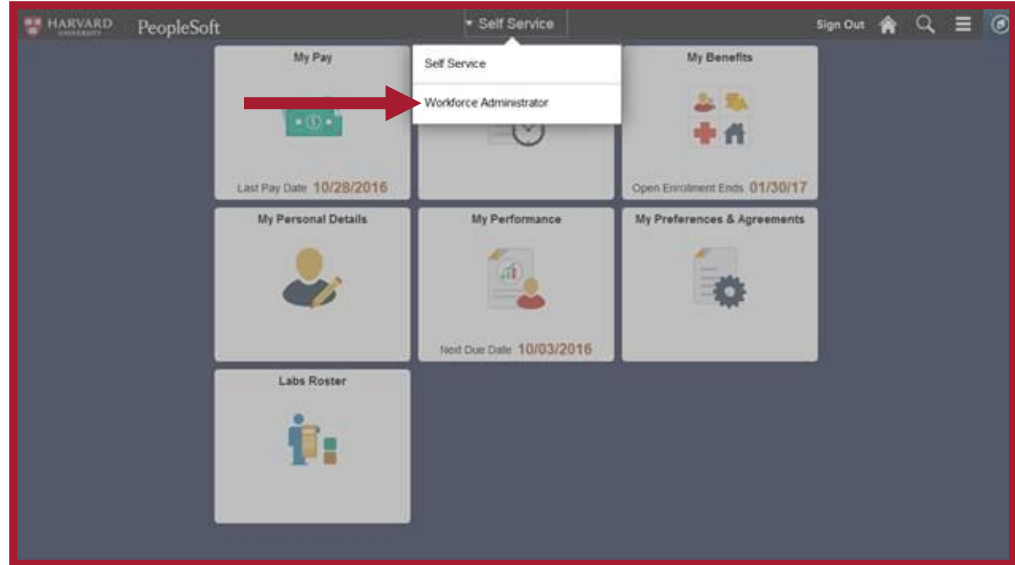 HARVARD
UNIVERSITY
PeopleSoft
Self Service
Sign Out
My Pay
Last Pay Date 10/28/2016
Self Service
Workforce Administrator
My Benefits
Open Enrollment Ends 01/30/17
My Personal Details
My Performance
Next Due Date 10/03/2016
My Preferences & Agreements
Labs Roster